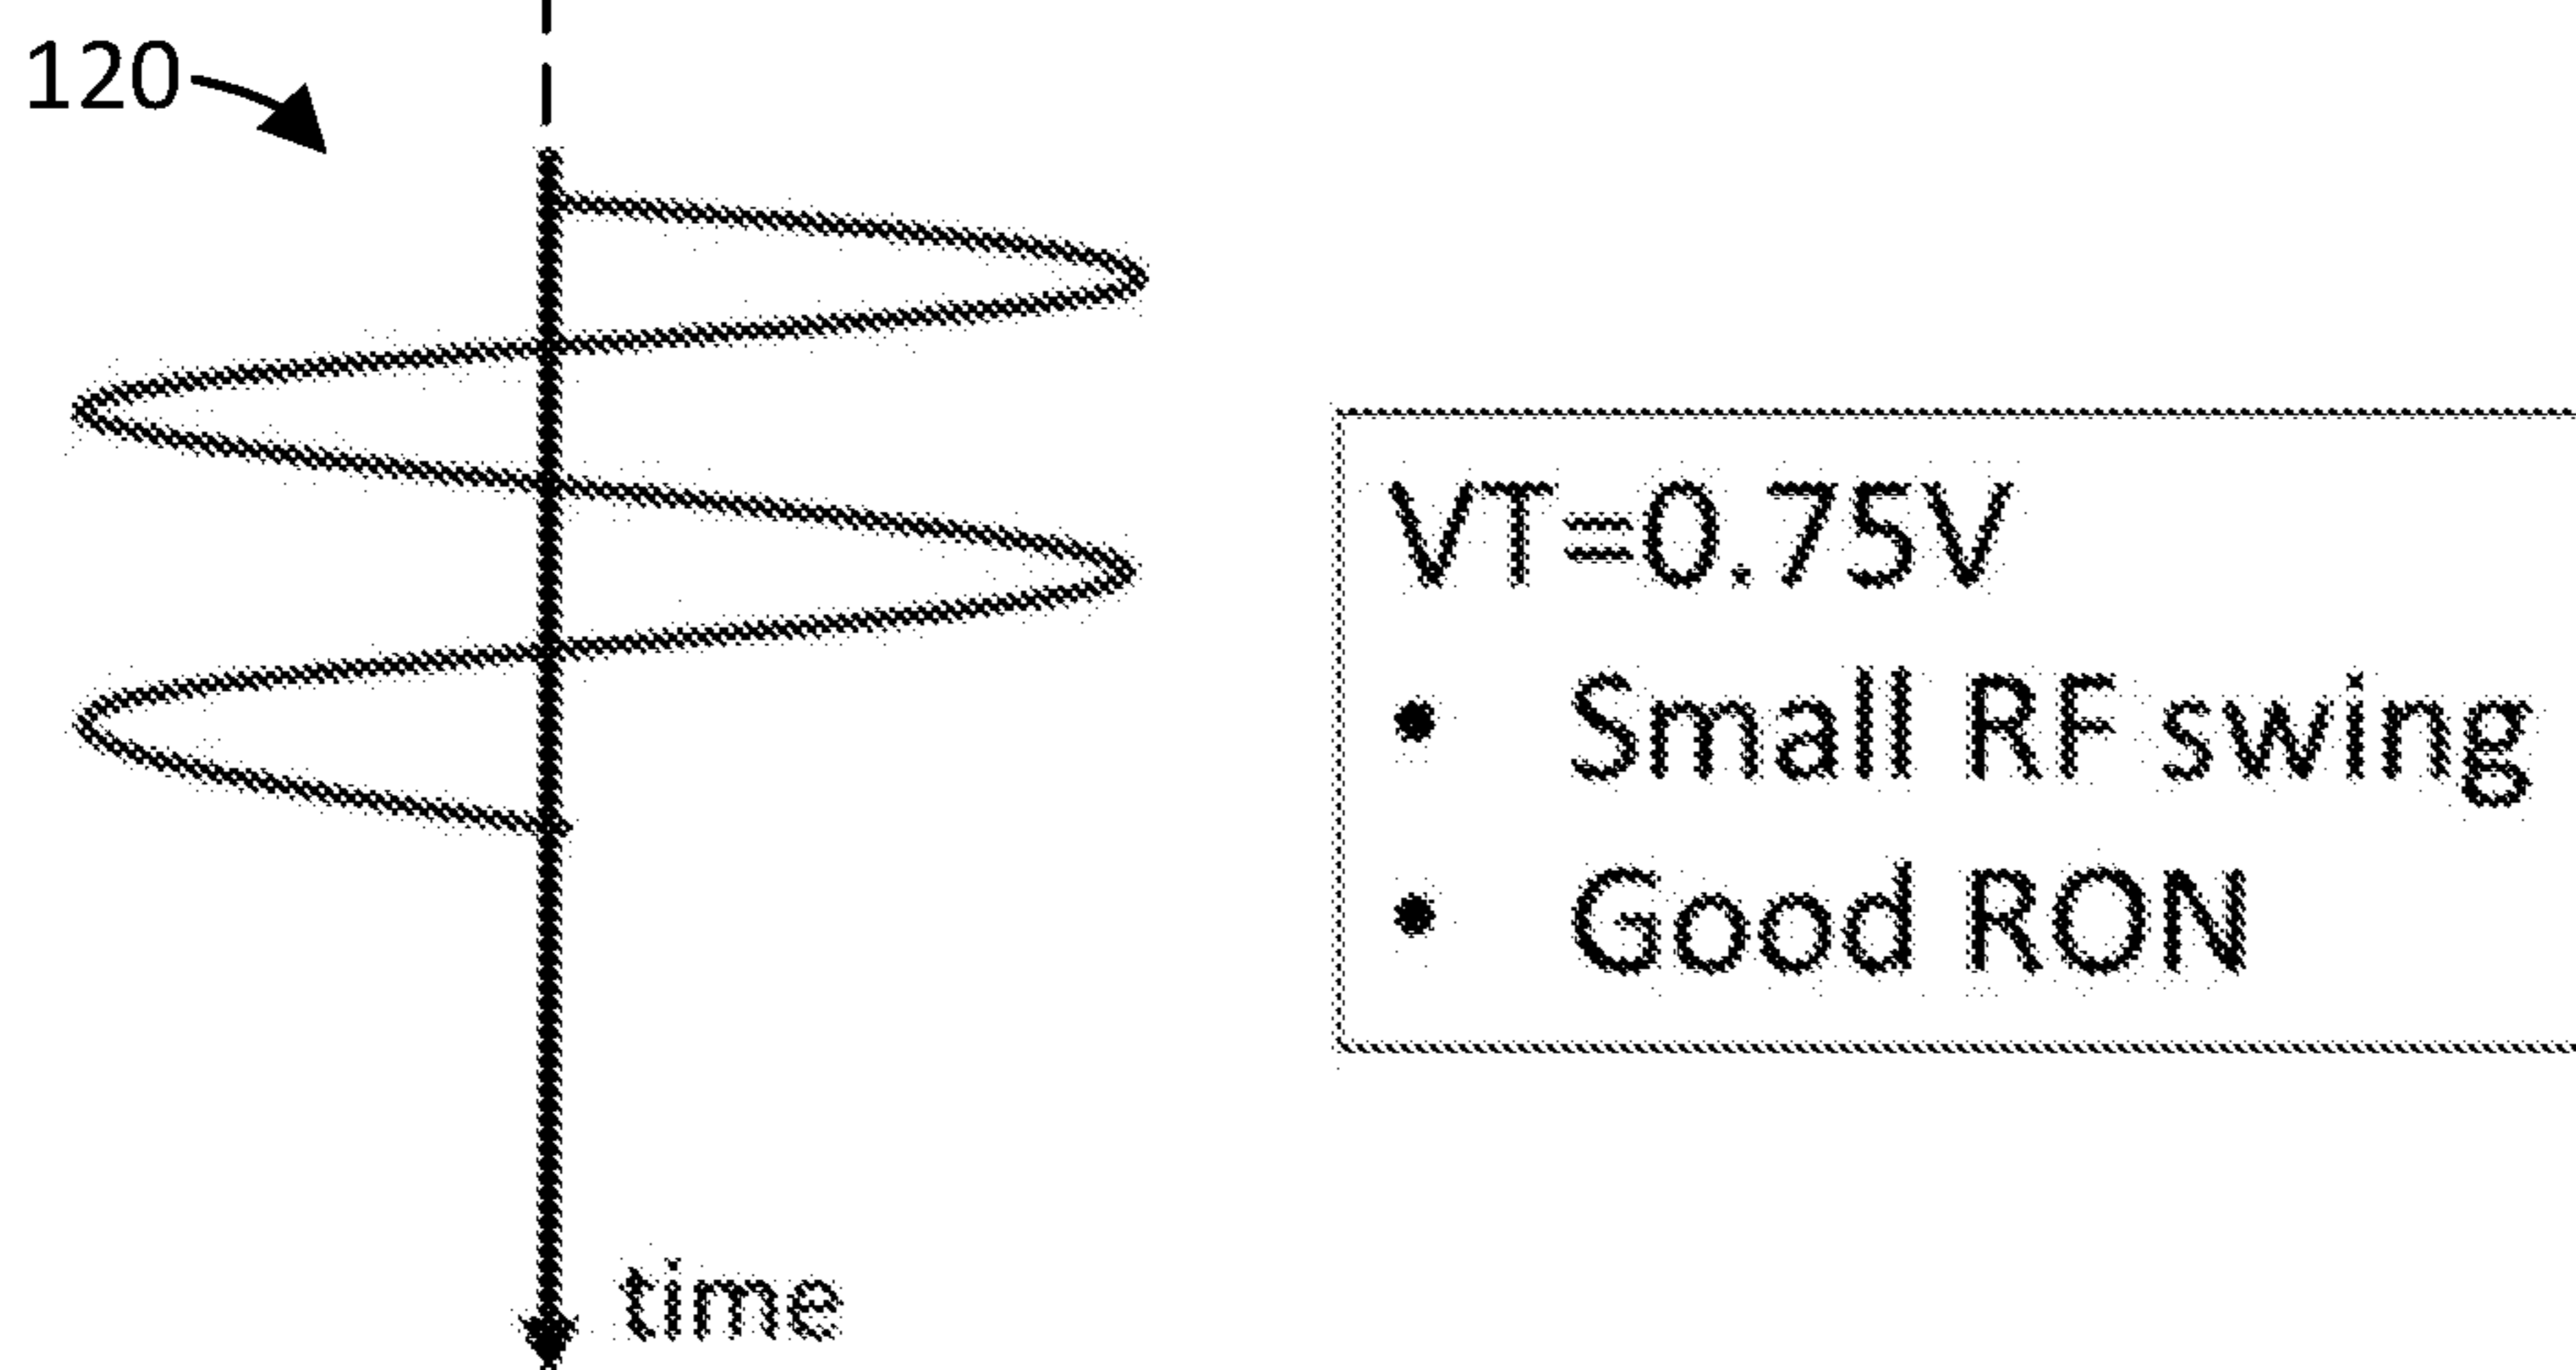 120
VT=0.75V
• Small RF swing
• Good RON
time